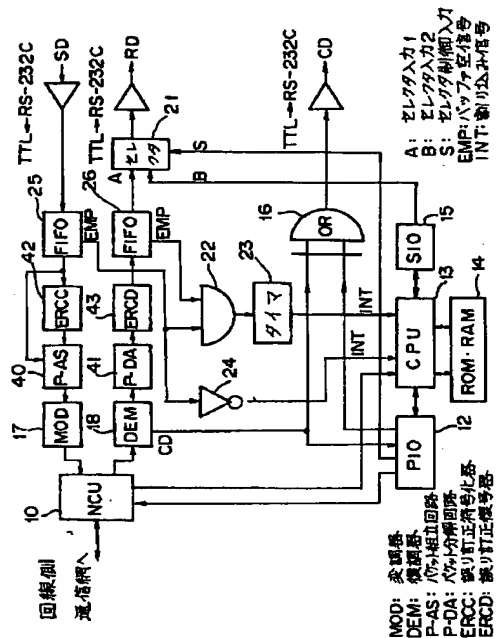 回線側
通信網へ
10
NCU
17
MOD
40
P-AS
42
ERCC
25
FIFO
EMP
TTL←RS-232C
SD
18
DEM
CD
41
P-DA
43
ERCD
26
FIFO
EMP
A
セレクタ
21
TTL→RS-232C
RD
S
B
22
24
23
タイマ
INT
INT
16
OR
TTL→RS-232C
CD
12
PIO
13
CPU
15
SIO
14
ROM・RAM
MOD: 変調器
DEM: 復調器
P-AS: パケット組立回路
P-DA: パケット分解回路
ERCC: 誤り訂正符号化器
ERCD: 誤り訂正復号器
A: セレクタ入力1
B: セレクタ入力2
S: セレクタ制御入力
EMP: バッファ空信号
INT: 割り込み信号